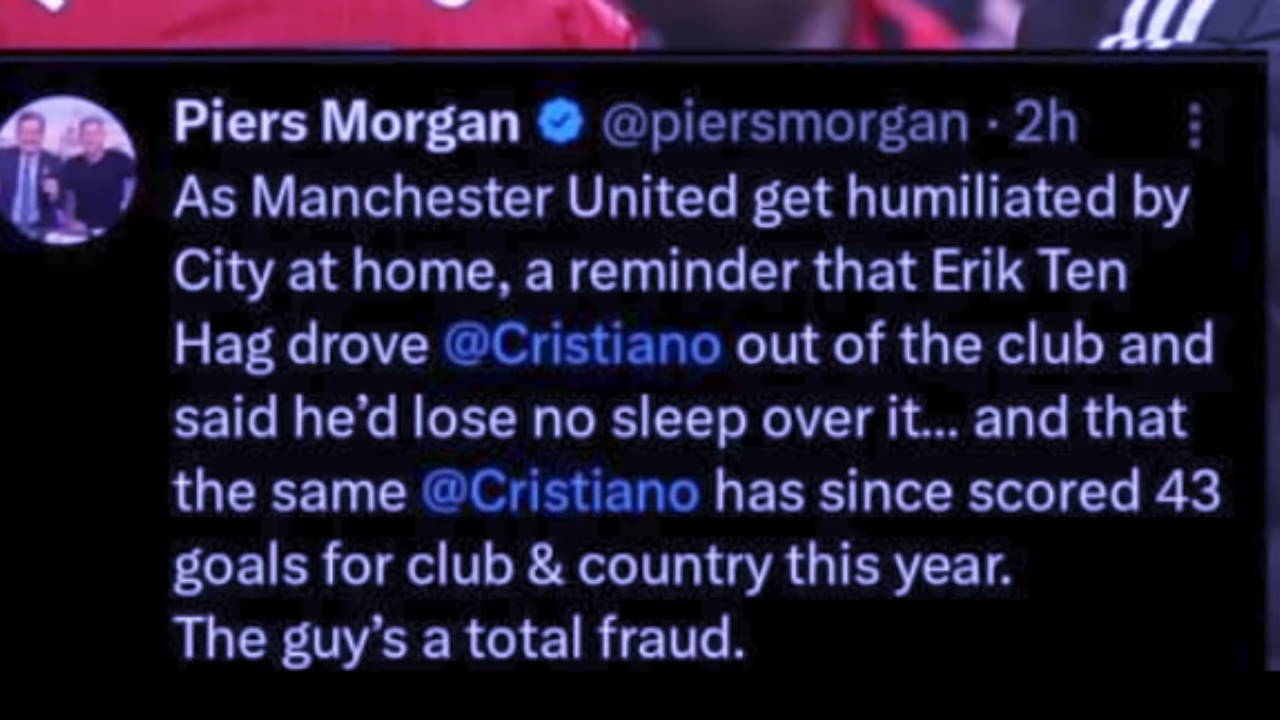 Piers Morgan @piersmorgan · 2h
As Manchester United get humiliated by
City at home, a reminder that Erik Ten
Hag drove @Cristiano out of the club and
said he’d lose no sleep over it... and that
the same @Cristiano has since scored 43
goals for club & country this year.
The guy’s a total fraud.